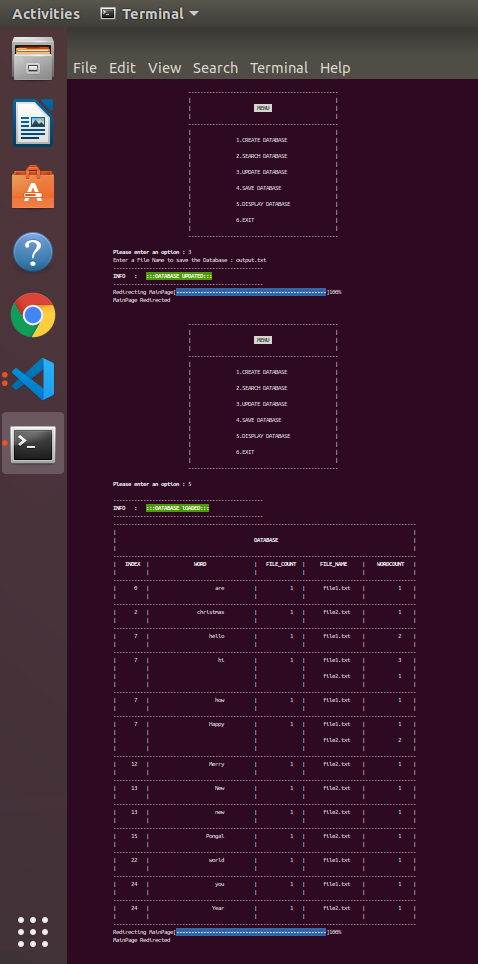 Activities Terminal
File Edit View Search Terminal Help
MENU
1.CREATE DATABASE
2.SEARCH DATABASE
3.UPDATE DATABASE
4.SAVE DATABASE
5.DISPLAY DATABASE
6.EXIT
Please enter an option : 3
Enter a File Name to save the Database : output.txt
INFO : :::DATABASE UPDATED:::
Redirecting MainPage[--------------------------------------------------]100%
MainPage Redirected
MENU
1.CREATE DATABASE
2.SEARCH DATABASE
3.UPDATE DATABASE
4.SAVE DATABASE
5.DISPLAY DATABASE
6.EXIT
Please enter an option : 5
INFO : :::DATABASE lOADED:::
DATABASE
| INDEX | WORD | FILE_COUNT | FILE_NAME | WORDCOUNT |
| 0 | are | 1 | file1.txt | 1 |
| 2 | christmas | 1 | file2.txt | 1 |
| 7 | hello | 1 | file1.txt | 2 |
| 7 | hi | 1 | file1.txt | 3 |
file2.txt | 1
| 7 | how | 1 | file1.txt | 1 |
| 7 | Happy | 1 | file1.txt | 1 |
file2.txt | 2
| 12 | Merry | 1 | file2.txt | 1 |
| 13 | New | 1 | file2.txt | 1 |
| 13 | new | 1 | file2.txt | 1 |
| 15 | Pongal | 1 | file2.txt | 1 |
| 22 | world | 1 | file1.txt | 1 |
| 24 | you | 1 | file1.txt | 1 |
| 24 | Year | 1 | file2.txt | 1 |
Redirecting MainPage[--------------------------------------------------]100%
MainPage Redirected